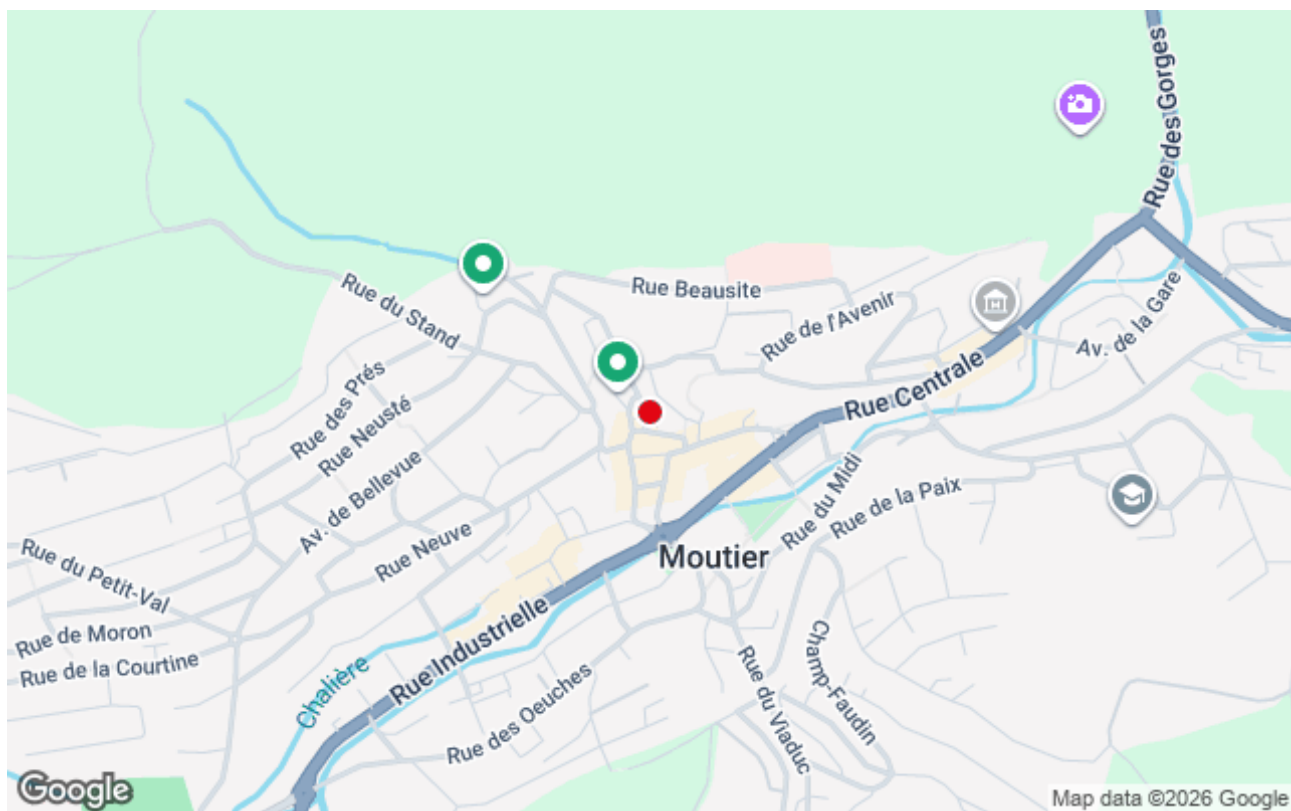 Rue des Gorges
Rue Beausite
Rue du Stand
Rue de l'Avenir
Av. de la Gare
Rue Centrale
Rue des Prés
Rue Neusté
Av. de Bellevue
Rue du Midi
Rue de la Paix
Rue Neuve
Moutier
Rue du Petit-Val
Rue de Moron
Rue de la Courtine
Rue Industrielle
Chalière
Rue des Oeuches
Rue du Viaduc
Champ-Faudin
Google
Map data ©2026 Google